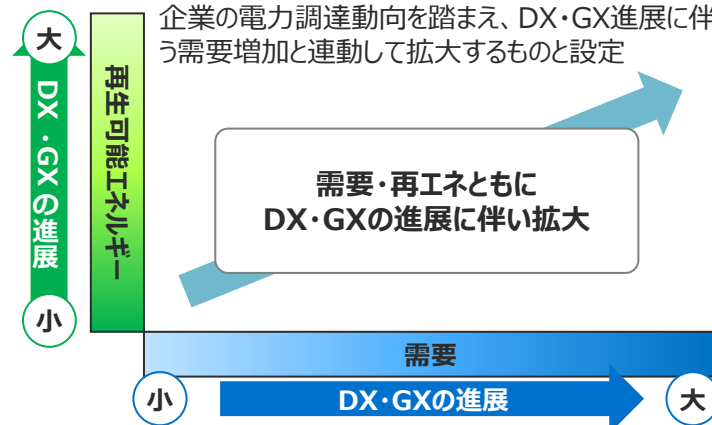 企業の電力調達動向を踏まえ、DX・GX進展に伴
う需要増加と連動して拡大するものと設定
大
DX・GXの進展
小
再生可能エネルギー
需要・再エネともに
DX・GXの進展に伴い拡大
需要
小
DX・GXの進展
大